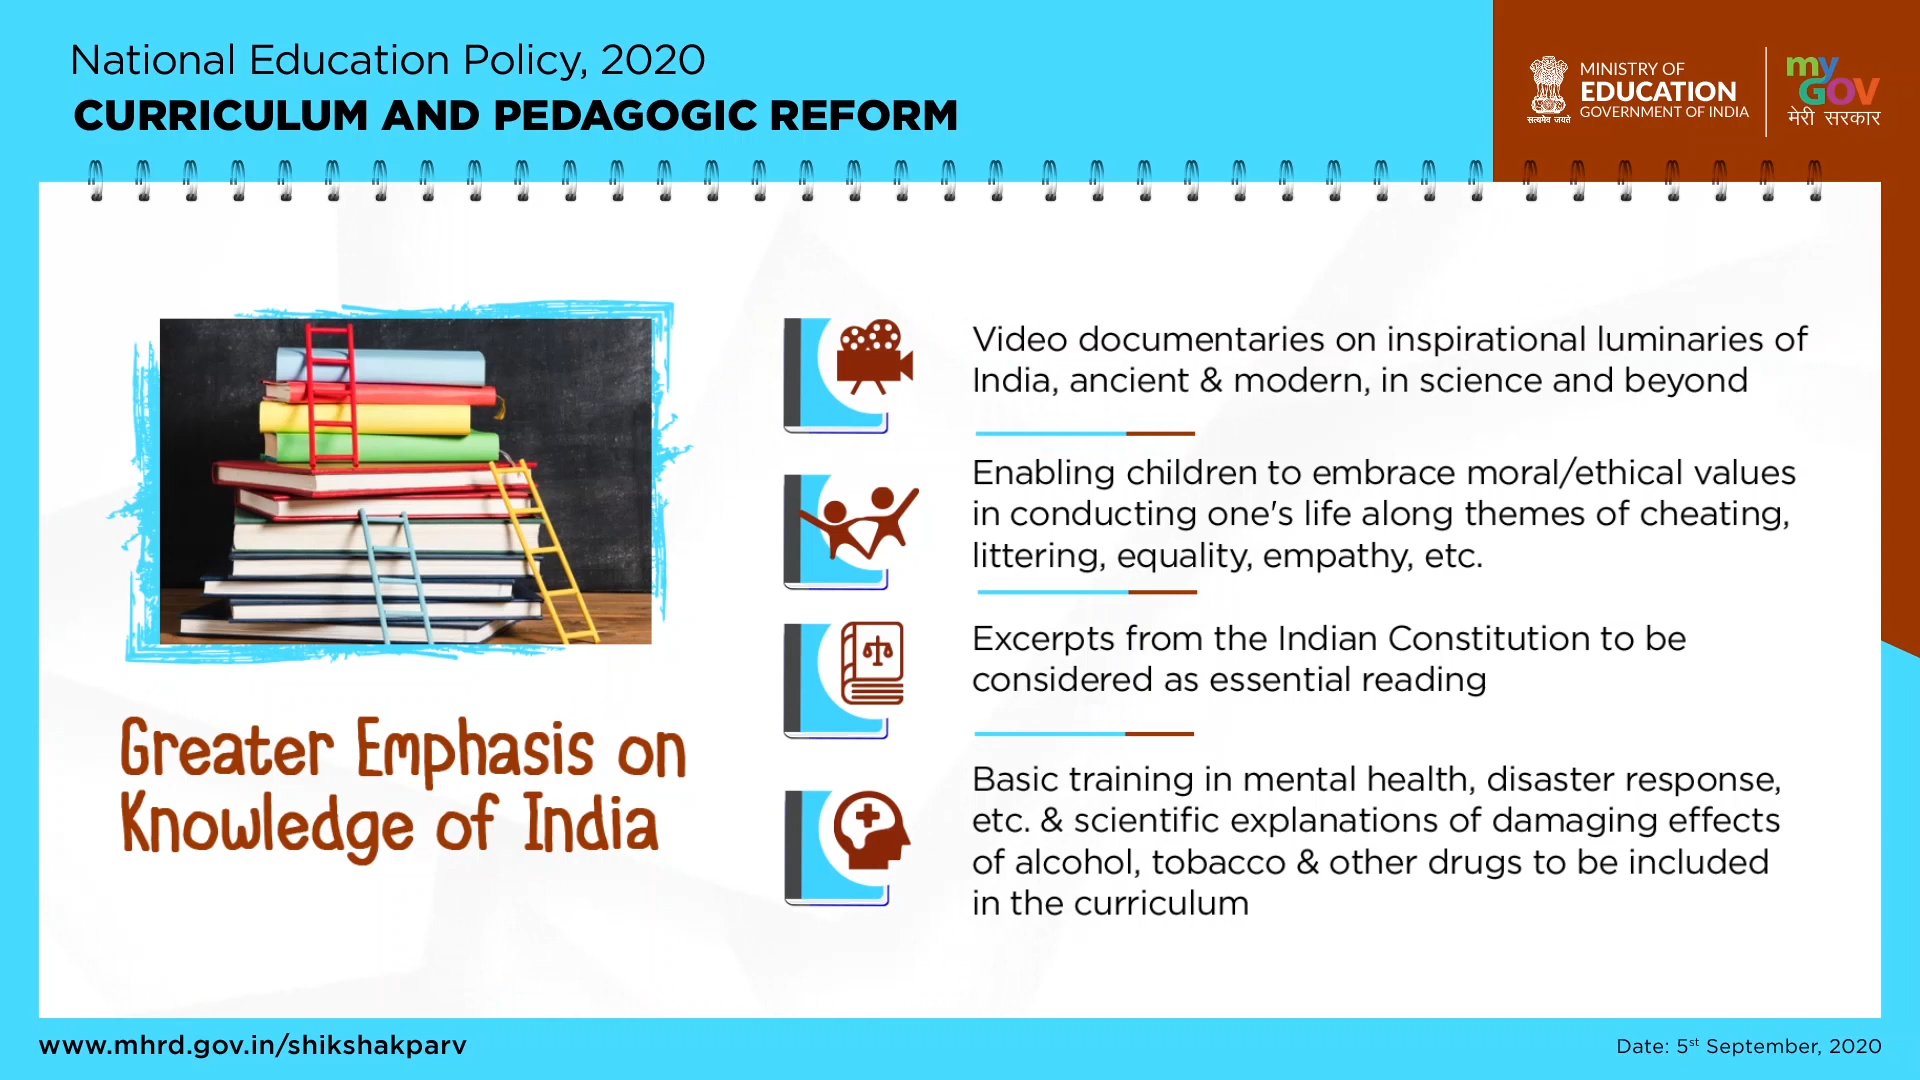 National Education Policy, 2020
CURRICULUM AND PEDAGOGIC REFORM
सत्यमेव जयते
MINISTRY OF
EDUCATION
GOVERNMENT OF INDIA
my
GOV
मेरी सरकार
Greater Emphasis on
Knowledge of India
Video documentaries on inspirational luminaries of
India, ancient & modern, in science and beyond
Enabling children to embrace moral/ethical values
in conducting one's life along themes of cheating,
littering, equality, empathy, etc.
Excerpts from the Indian Constitution to be
considered as essential reading
Basic training in mental health, disaster response,
etc. & scientific explanations of damaging effects
of alcohol, tobacco & other drugs to be included
in the curriculum
www.mhrd.gov.in/shikshakparv
Date: 5st September, 2020